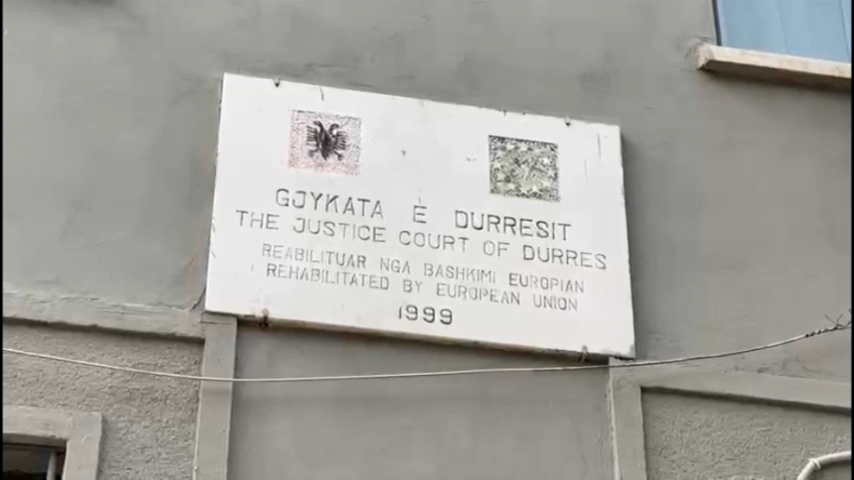 GJYKATA E DURRESIT
THE JUSTICE COURT OF DURRES
REABILITUAR NGA BASHKIMI EUROPIAN
REHABILITATED BY EUROPEAN UNION
1999